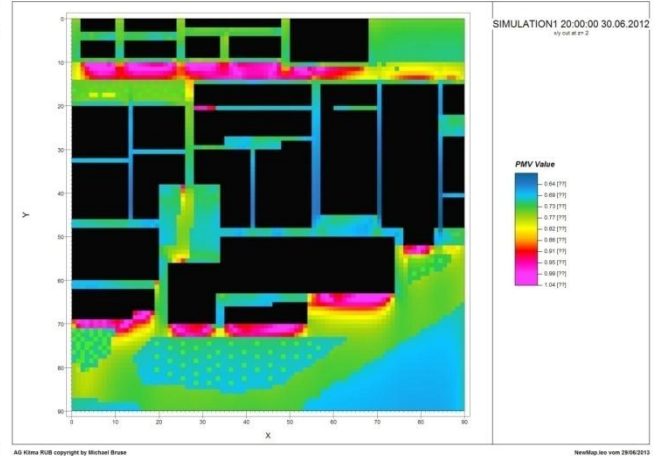 SIMULATION1 20:00:00 30.06.2012
x/y cut at z= 2
0
10
20
30
40
50
60
70
80
90
Y
0 10 20 30 40 50 60 70 80 90
X
PMV Value
0.64 [??]
0.69 [??]
0.73 [??]
0.77 [??]
0.82 [??]
0.86 [??]
0.91 [??]
0.95 [??]
0.99 [??]
1.04 [??]
AG Klima RUB copyright by Michael Bruse
NewMap.leo vom 29/06/2013